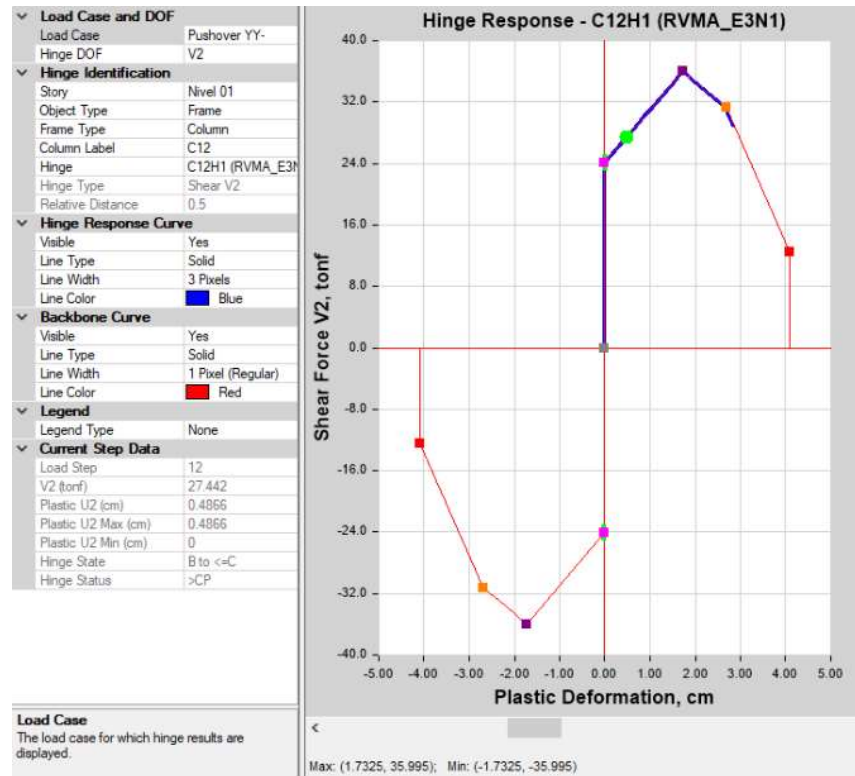 Load Case and DOF
Load Case Pushover YY-
Hinge DOF V2
Hinge Identification
Story Nivel 01
Object Type Frame
Frame Type Column
Column Label C12
Hinge C12H1 (RVMA_E3N
Hinge Type Shear V2
Relative Distance 0.5
Hinge Response Curve
Visible Yes
Line Type Solid
Line Width 3 Pixels
Line Color Blue
Backbone Curve
Visible Yes
Line Type Solid
Line Width 1 Pixel (Regular)
Line Color Red
Legend
Legend Type None
Current Step Data
Load Step 12
V2 (tonf) 27.442
Plastic U2 (cm) 0.4866
Plastic U2 Max (cm) 0.4866
Plastic U2 Min (cm) 0
Hinge State B to <=C
Hinge Status >CP
Load Case
The load case for which hinge results are
displayed.
Hinge Response - C12H1 (RVMA_E3N1)
Shear Force V2, tonf
40.0
32.0
24.0
16.0
8.0
0.0
-8.0
-16.0
-24.0
-32.0
-40.0
-5.00 -4.00 -3.00 -2.00 -1.00 0.00 1.00 2.00 3.00 4.00 5.00
Plastic Deformation, cm
<
Max: (1.7325, 35.995); Min: (-1.7325, -35.995)